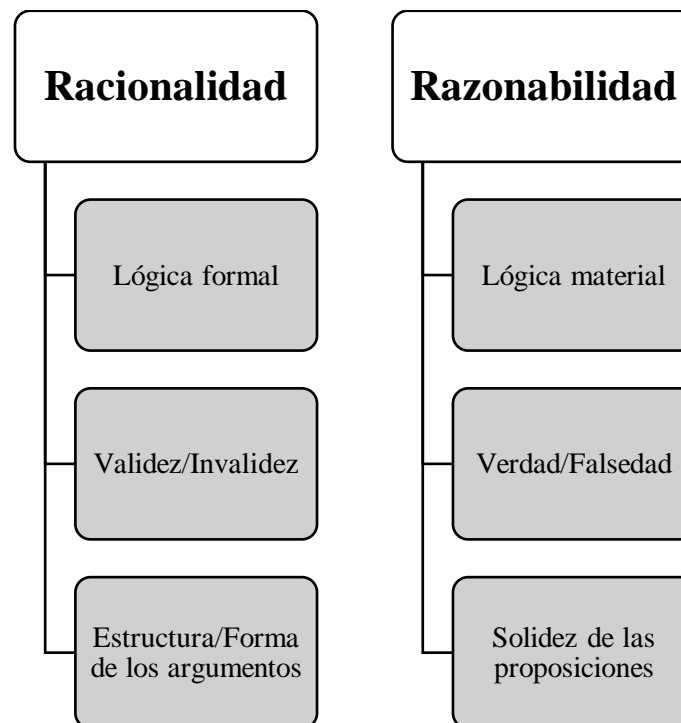 Racionalidad
Lógica formal
Validez/Invalidez
Estructura/Forma
de los argumentos
Razonabilidad
Lógica material
Verdad/Falsedad
Solidez de las
proposiciones